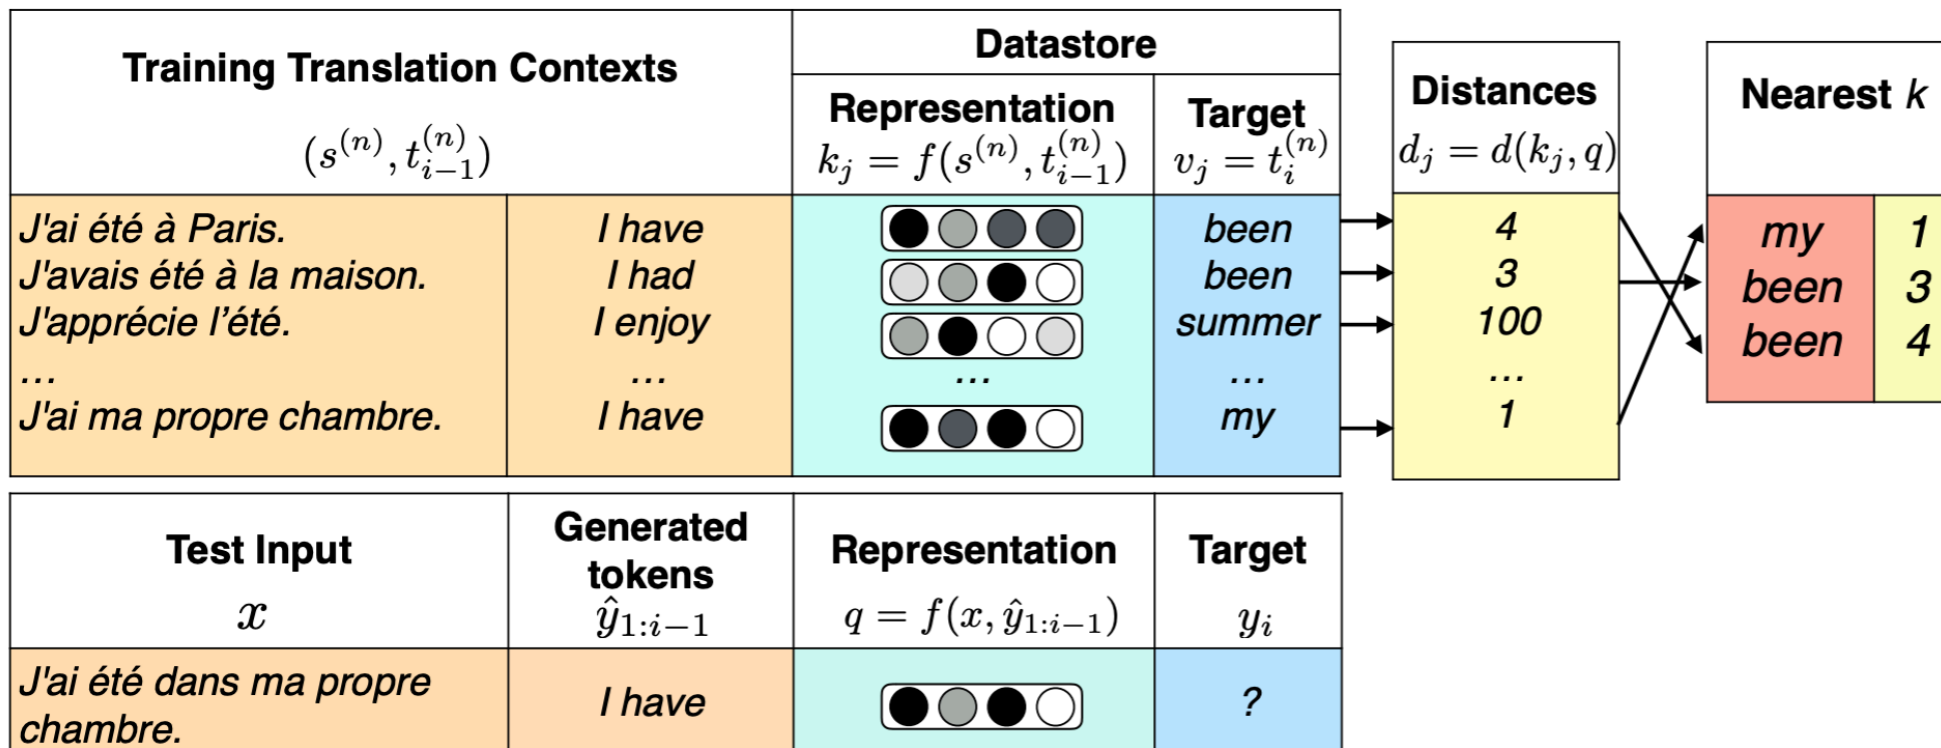 Training Translation Contexts
(s^{(n)}, t_{i-1}^{(n)})
Datastore
Representation
k_j = f(s^{(n)}, t_{i-1}^{(n)})
Target
v_j = t_i^{(n)}
Distances
d_j = d(k_j, q)
Nearest k
J'ai été à Paris. I have been 4
J'avais été à la maison. I had been 3
J'apprécie l’été. I enjoy summer 100
... ... ... ... ...
J'ai ma propre chambre. I have my 1
my 1
been 3
been 4
Test Input
x
Generated
tokens
ŷ_{1:i−1}
Representation
q = f(x, ŷ_{1:i−1})
Target
y_i
J'ai été dans ma propre
chambre.
I have
?